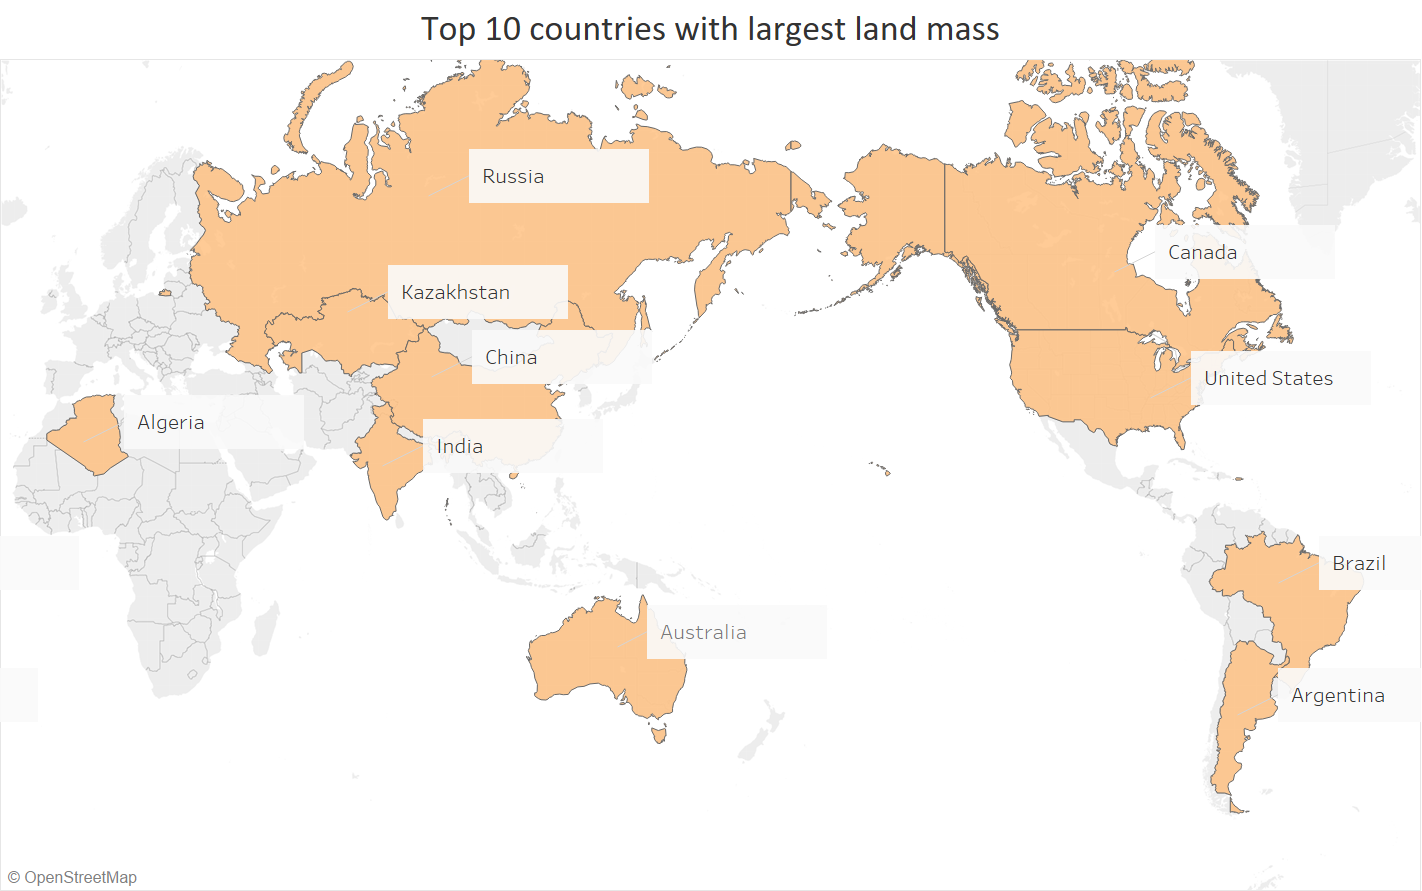 Top 10 countries with largest land mass
Russia
Canada
Kazakhstan
China
United States
Algeria
India
Brazil
Australia
Argentina
© OpenStreetMap